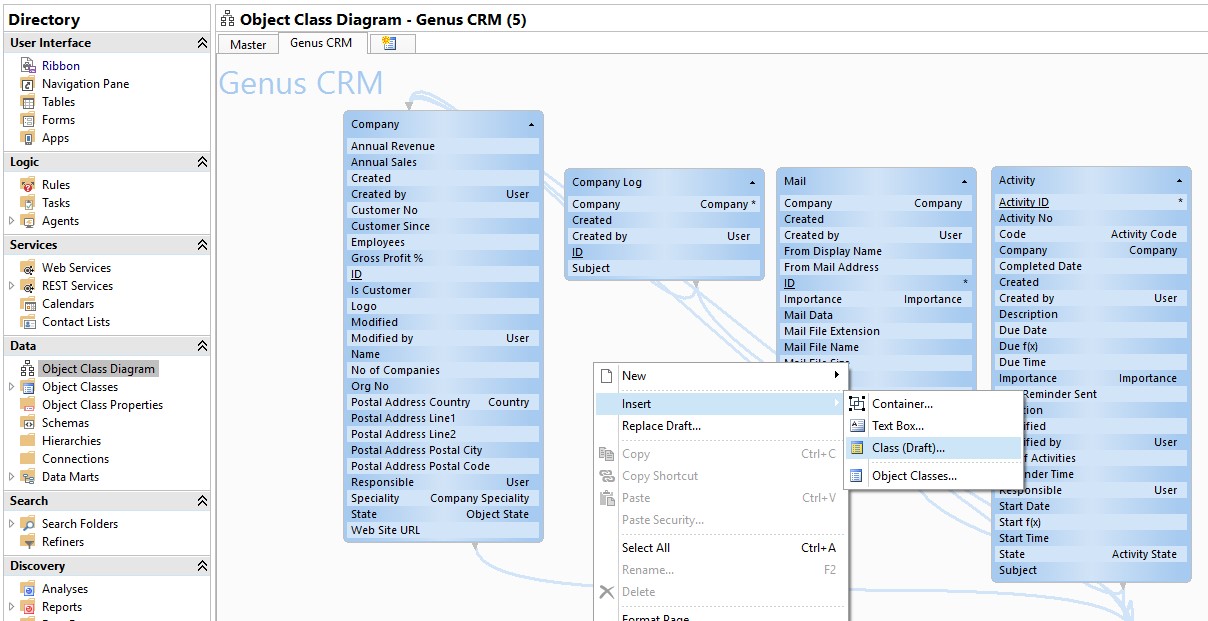 Directory
User Interface
Ribbon
Navigation Pane
Tables
Forms
Apps
Logic
Rules
Tasks
Agents
Services
Web Services
REST Services
Calendars
Contact Lists
Data
Object Class Diagram
Object Classes
Object Class Properties
Schemas
Hierarchies
Connections
Data Marts
Search
Search Folders
Refiners
Discovery
Analyses
Reports
Object Class Diagram - Genus CRM (5)
Master Genus CRM
Genus CRM
Company
Annual Revenue
Annual Sales
Created
Created by User
Customer No
Customer Since
Employees
Gross Profit %
ID
Is Customer
Logo
Modified
Modified by User
Name
No of Companies
Org No
Postal Address Country Country
Postal Address Line1
Postal Address Line2
Postal Address Postal City
Postal Address Postal Code
Responsible User
Speciality Company Speciality
State Object State
Web Site URL
Company Log
Company Company *
Created
Created by User
ID
Subject
Mail
Company Company
Created
Created by User
From Display Name
From Mail Address
ID *
Importance Importance
Mail Data
Mail File Extension
Mail File Name
Mail File Size
Activity
Activity ID *
Activity No
Code Activity Code
Company Company
Completed Date
Created
Created by User
Description
Due Date
Due f(x)
Due Time
Importance Importance
Reminder Sent
tion
ified
ified by User
f Activities
nder Time
Responsible User
Start Date
Start f(x)
Start Time
State Activity State
Subject
New
Insert
Replace Draft...
Copy Ctrl+C
Copy Shortcut
Paste Ctrl+V
Paste Security...
Select All Ctrl+A
Rename... F2
Delete
Format Page
Container...
Text Box...
Class (Draft)...
Object Classes...